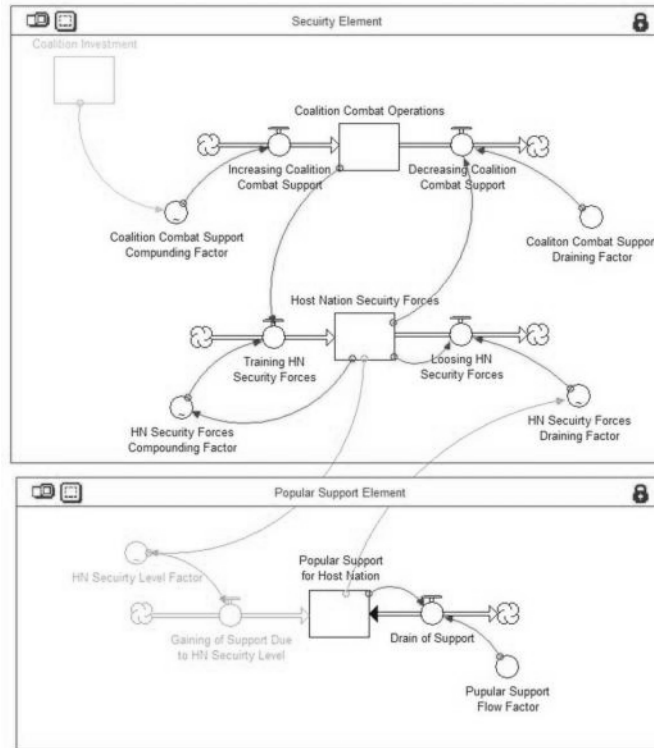 Secuirty Element
Coalition Investment
Coalition Combat Operations
Increasing Coalition
Combat Support
Decreasing Coalition
Combat Support
Coalition Combat Support
Compunding Factor
Coaliton Combat Support
Draining Factor
Host Nation Secuirty Forces
Training HN
Security Forces
Loosing HN
Security Forces
HN Security Forces
Compounding Factor
HN Secuirty Forces
Draining Factor
Popular Support Element
HN Secuirty Level Factor
Popular Support
for Host Nation
Gaining of Support Due
to HN Secuirty Level
Drain of Support
Pupular Support
Flow Factor